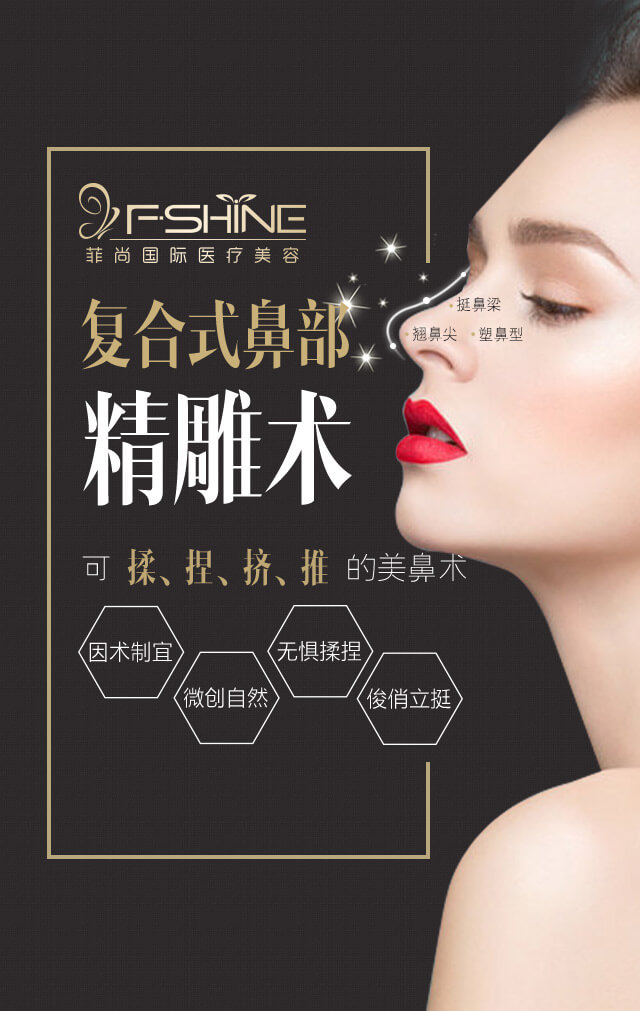 F·SHINE
菲尚国际医疗美容
挺鼻梁
翘鼻尖
塑鼻型
复合式鼻部
精雕术
可揉、捏、挤、推的美鼻术
因术制宜
无惧揉捏
微创自然
俊俏立挺